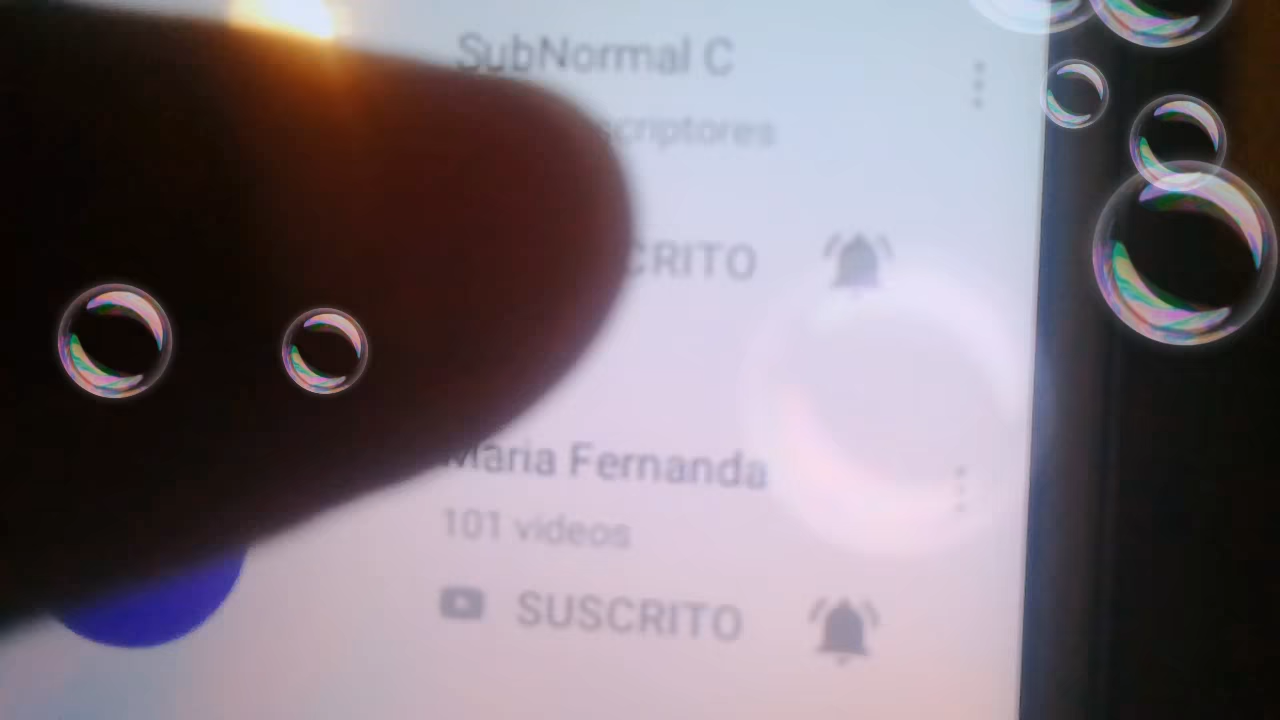 SubNormal C
scriptores
CRITO
Maria Fernanda
101 videos
SUSCRITO